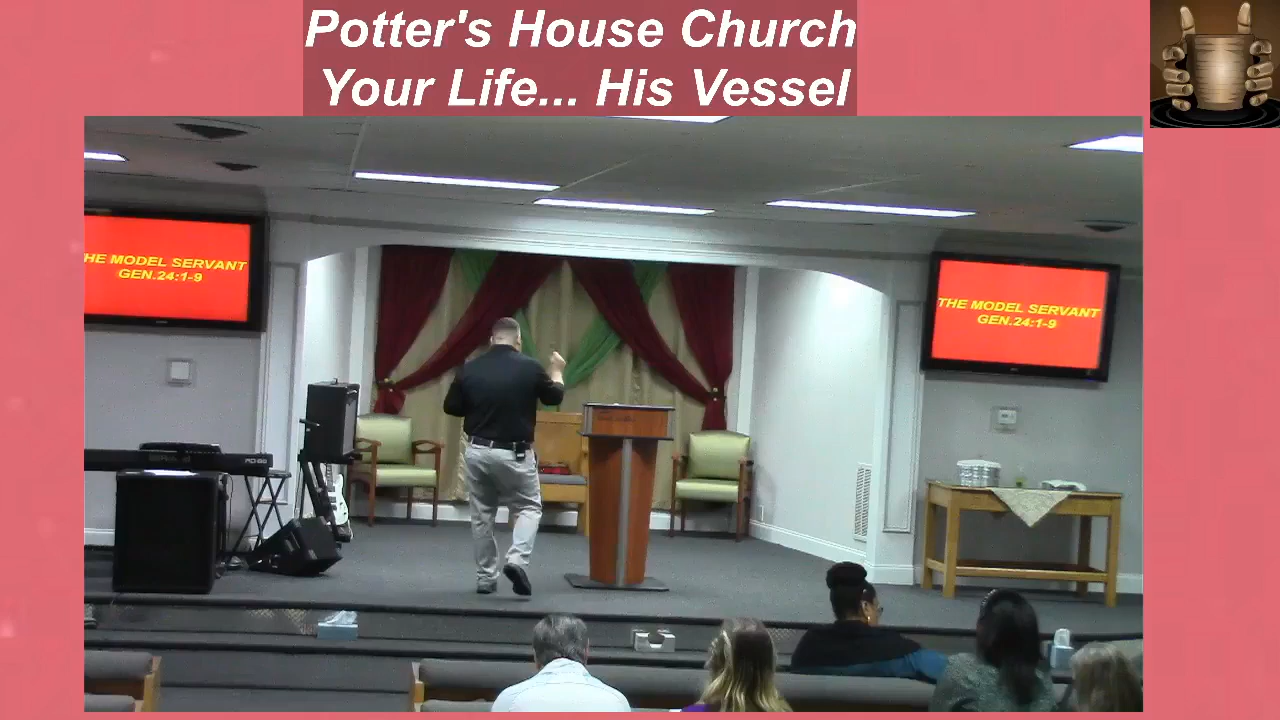 Potter's House Church
Your Life... His Vessel
HE MODEL SERVANT
GEN.24:1-9
THE MODEL SERVANT
GEN.24:1-9